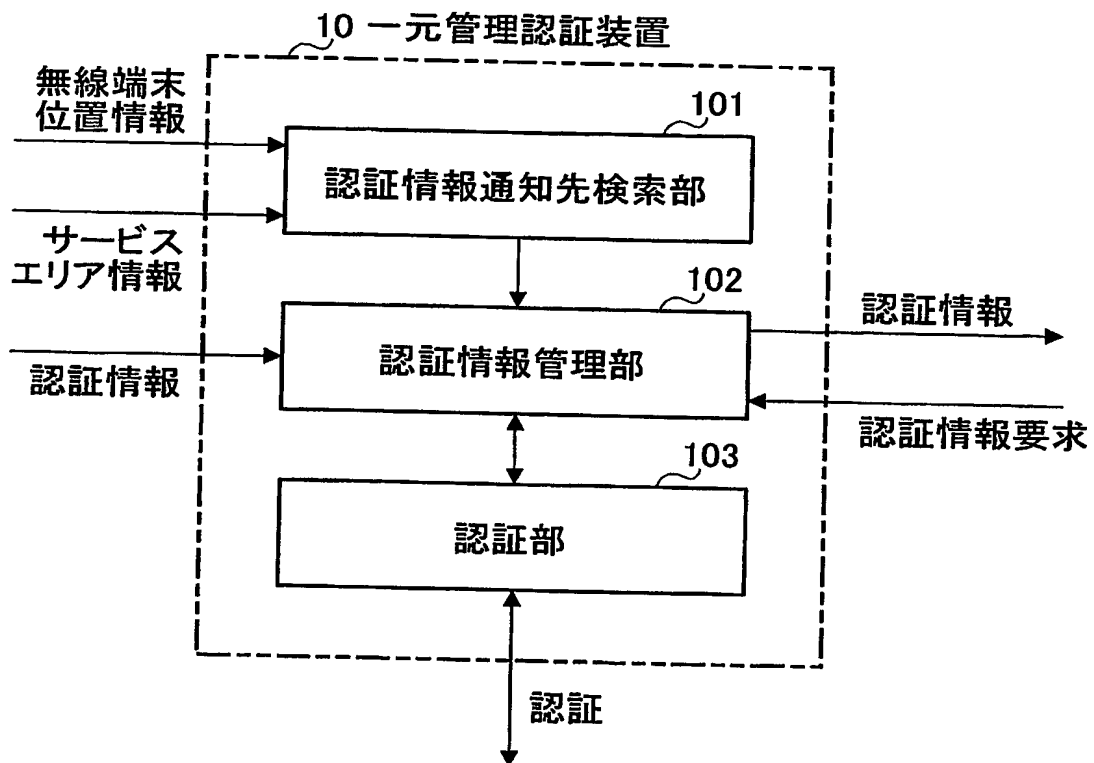 10 一元管理認証装置
無線端末
位置情報
101
認証情報通知先検索部
サービス
エリア情報
102
認証情報
認証情報管理部
認証情報
認証情報要求
103
認証部
認証